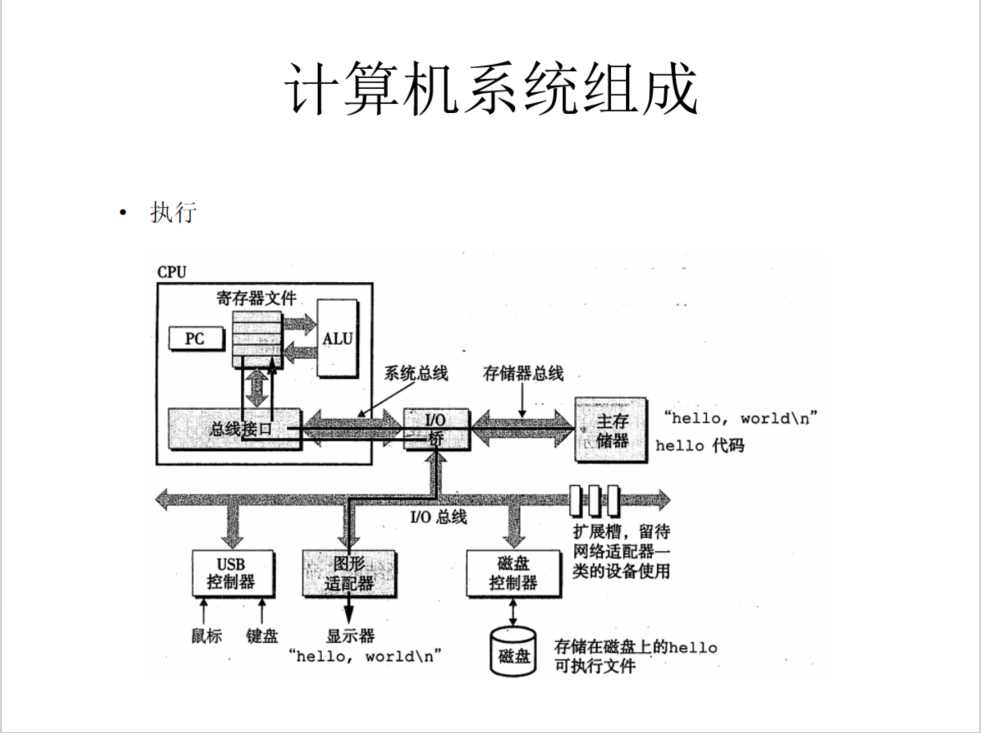 计算机系统组成
• 执行
CPU
寄存器文件
PC
ALU
系统总线
存储器总线
总线接口
I/O
桥
主存
储器
“hello, world\n”
hello 代码
I/O 总线
扩展槽，留待
网络适配器一
类的设备使用
USB
控制器
图形
适配器
磁盘
控制器
鼠标
键盘
显示器
“hello, world\n”
磁盘
存储在磁盘上的hello
可执行文件